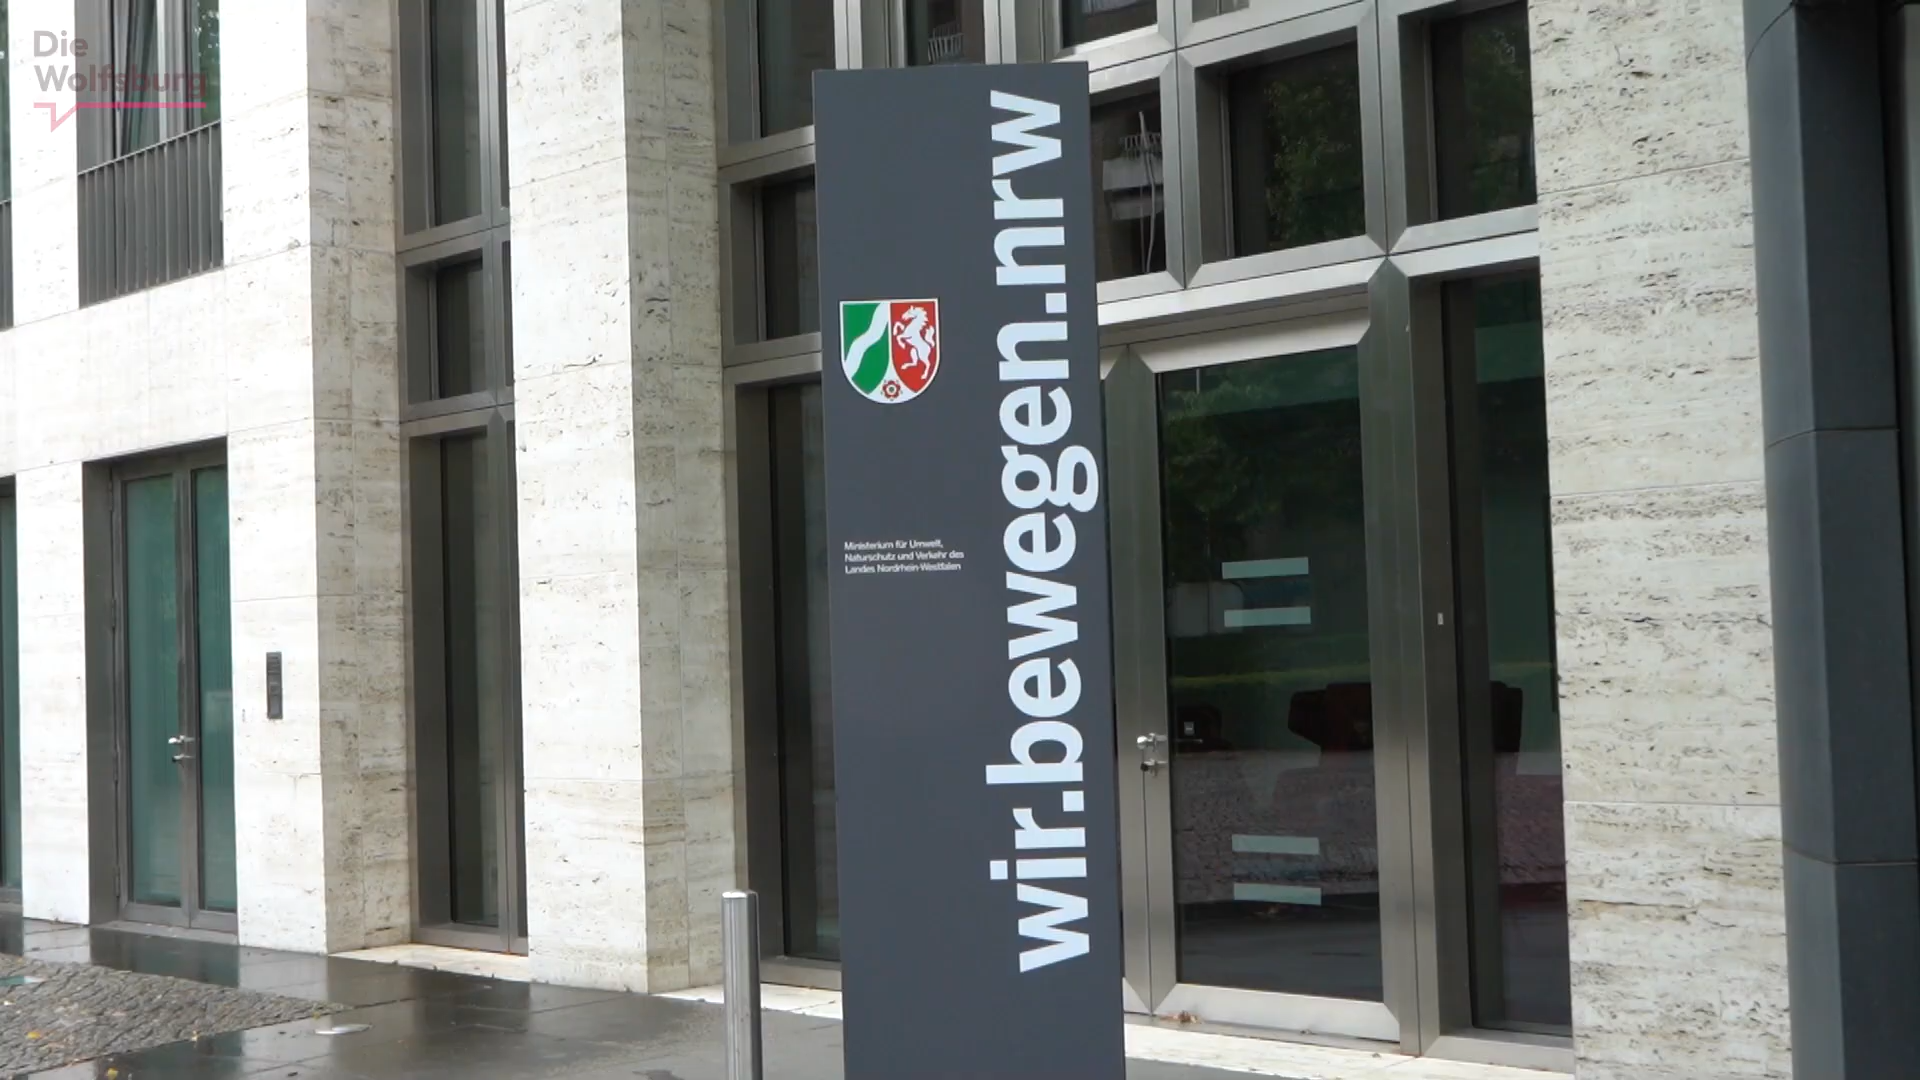 Die
Wolfsburg
wir.bewegen.nrw
Ministerium für Umwelt,
Naturschutz und Verkehr des
Landes Nordrhein-Westfalen